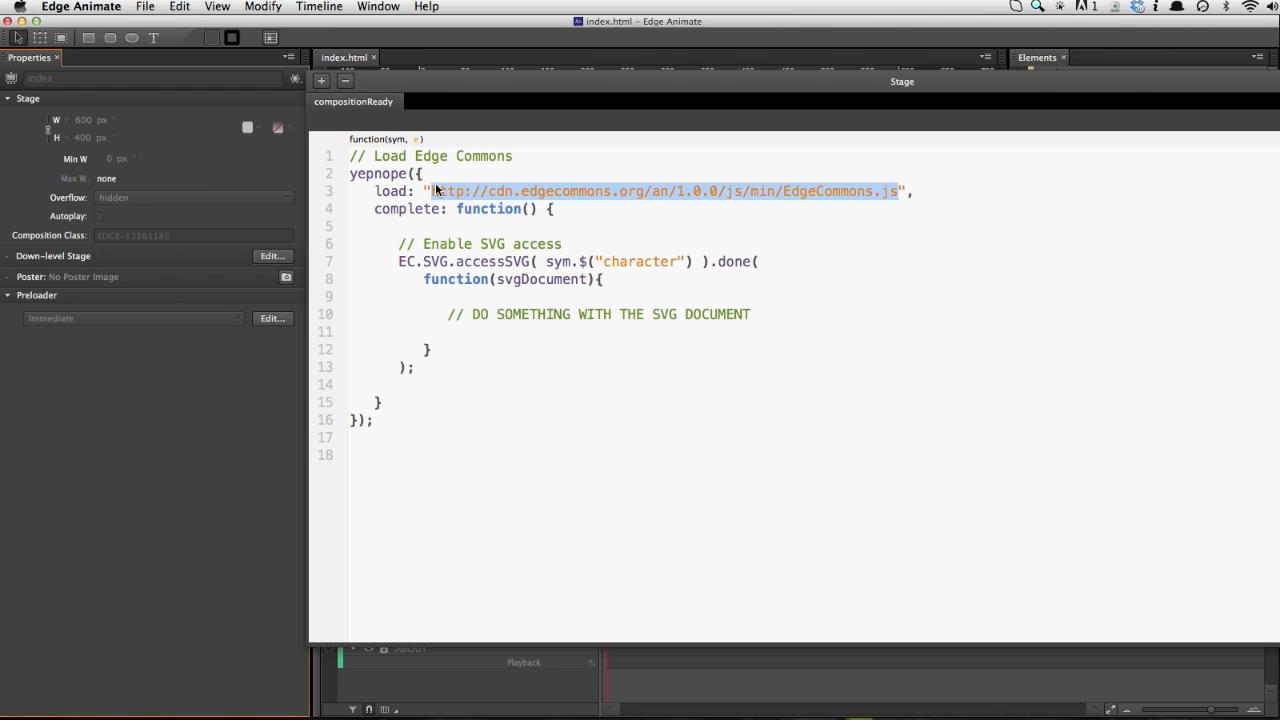 Edge Animate File Edit View Modify Timeline Window Help
1
index.html – Edge Animate
T
Properties
index.html
Elements
index
Stage
Stage
compositionReady
W 600 px
H 400 px
Min W 0 px
Max W. none
Overflow: hidden
Autoplay:
Composition Class: EDGE-13181186
Down-level Stage Edit...
Poster: No Poster Image
Preloader
Immediate Edit...
function(sym, e)
1 // Load Edge Commons
2 yepnope({
3 load: "http://cdn.edgecommons.org/an/1.0.0/js/min/EdgeCommons.js",
4 complete: function() {
5
6 // Enable SVG access
7 EC.SVG.accessSVG( sym.$("character") ).done(
8 function(svgDocument){
9
10 // DO SOMETHING WITH THE SVG DOCUMENT
11
12 }
13 );
14
15 }
16 });
17
18
ABOUT
Playback